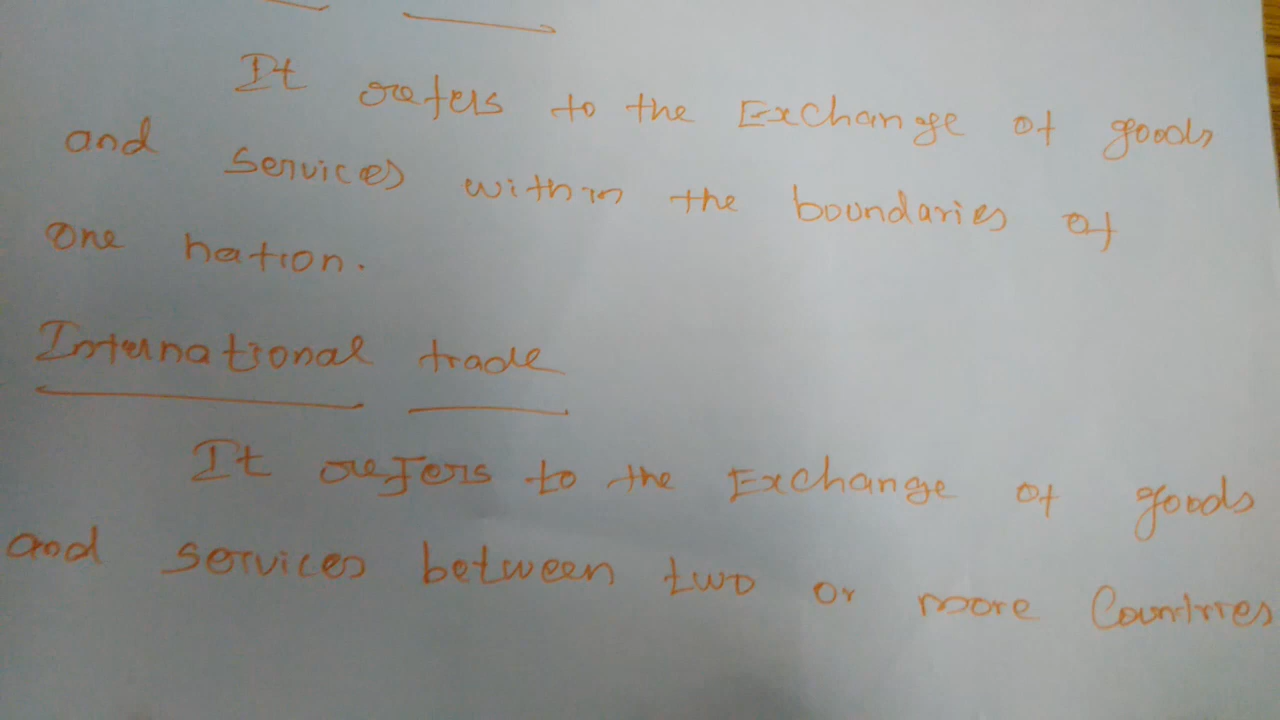 It refers to the Exchange of goods
and services within the boundaries of
one nation.
International trade
It refers to the Exchange of goods
and services between two or more Countries